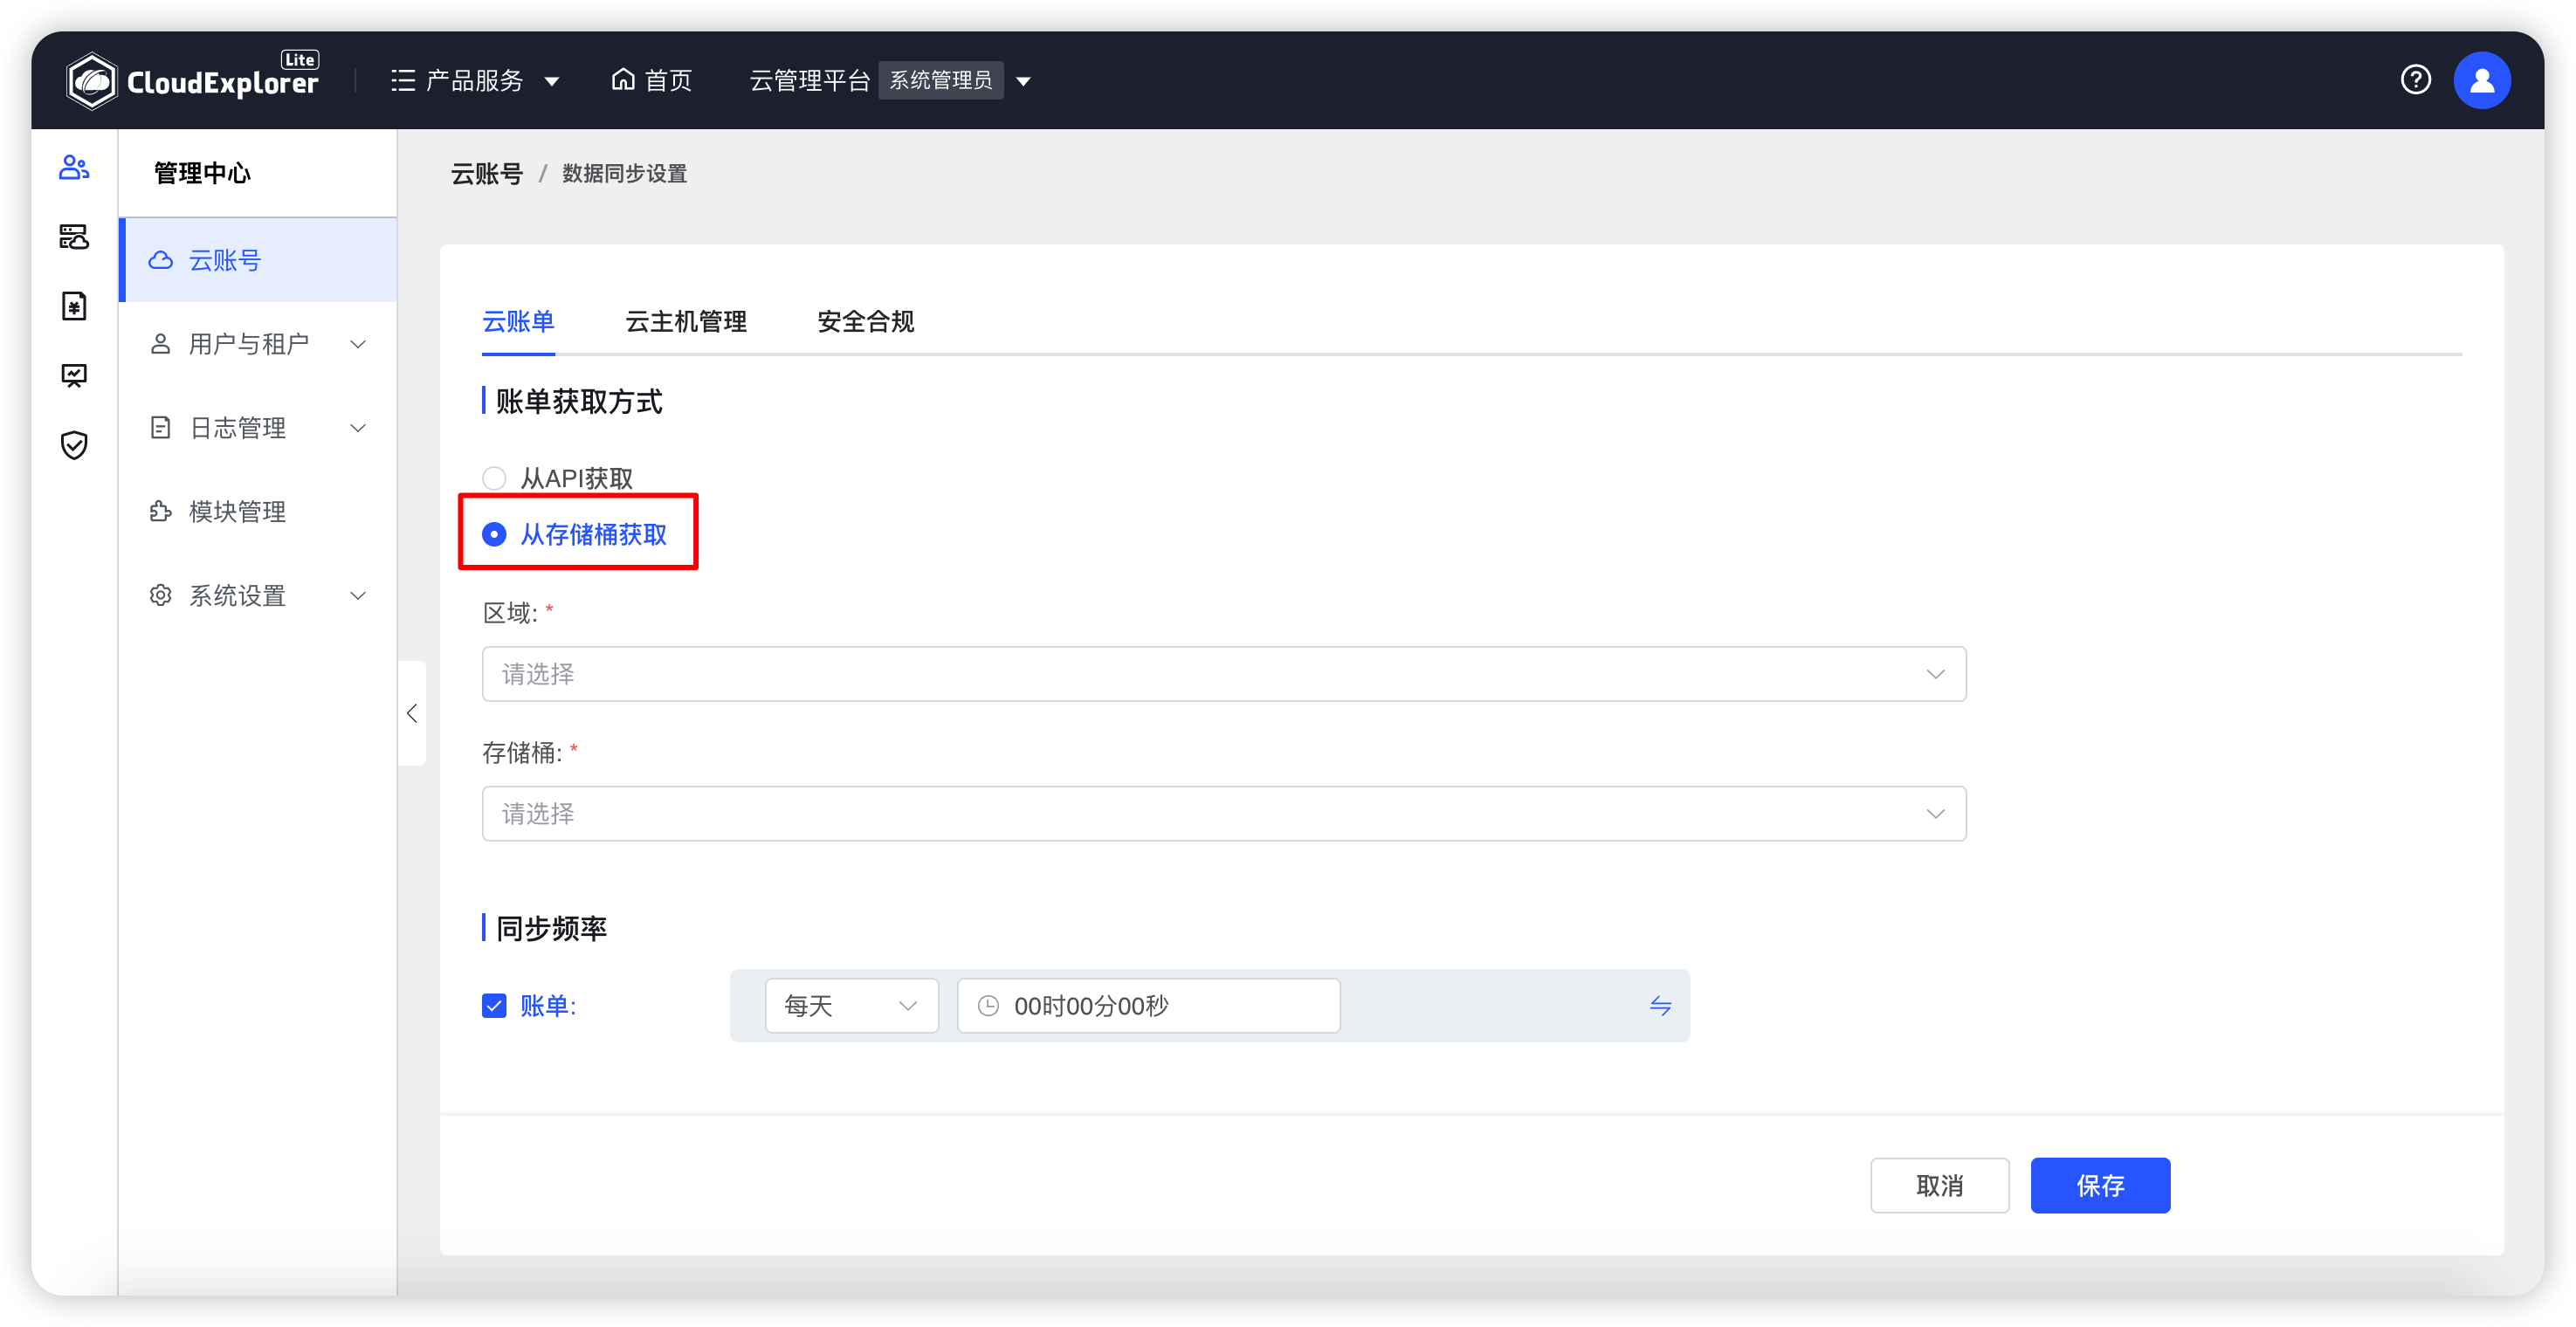 CloudExplorer Lite
产品服务
首页
云管理平台 系统管理员
管理中心
云账号
用户与租户
日志管理
模块管理
系统设置
云账号 / 数据同步设置
云账单 云主机管理 安全合规
账单获取方式
从API获取
从存储桶获取
区域: *
请选择
存储桶: *
请选择
同步频率
账单: 每天 00时00分00秒
取消 保存